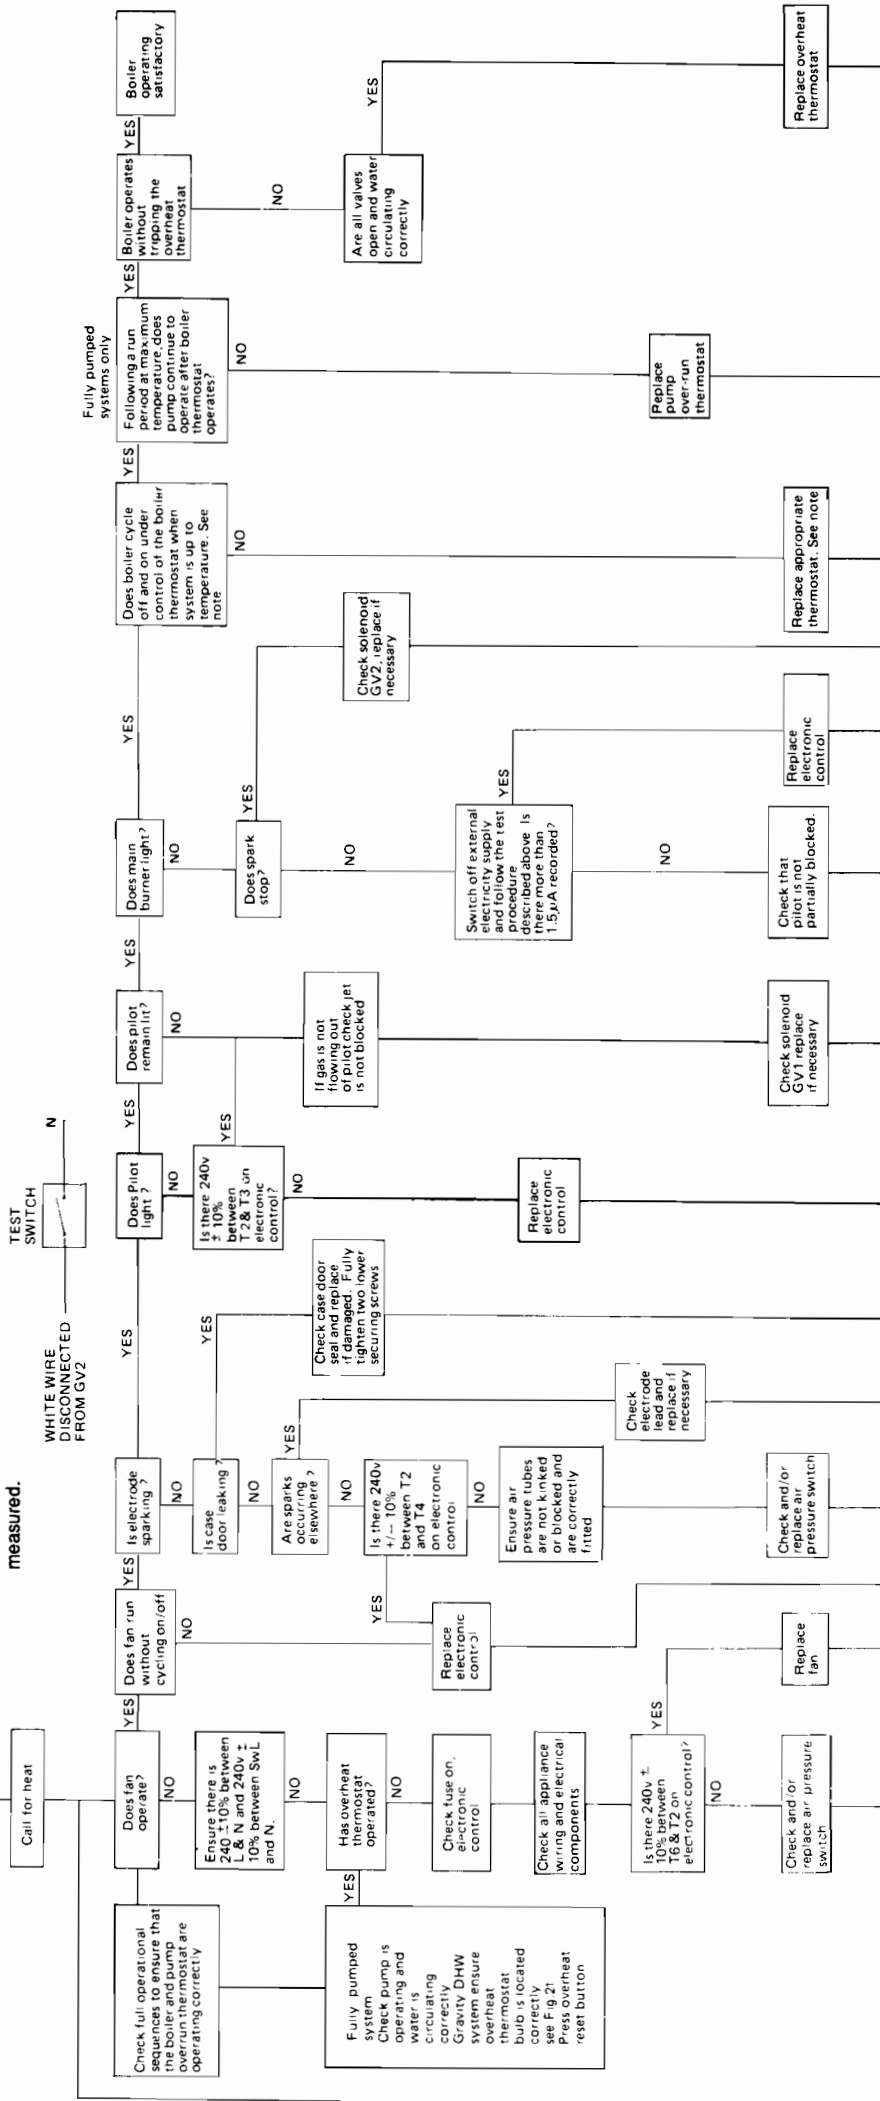 measured.
WHITE WIRE
DISCONNECTED
FROM GV2
TEST
SWITCH
N
Call for heat
Check full operational
sequences to ensure that
the boiler and pump
overrun thermostat are
operating correctly
Does fan
operate?
YES
NO
Does fan run
without
cycling on/off
YES
NO
Is electrode
sparking ?
YES
NO
Does Pilot
light ?
YES
NO
Does pilot
remain lit?
YES
NO
Does main
burner light?
YES
NO
Does boiler cycle
off and on under
control of the boiler
thermostat when
system is up to
temperature. See
note
YES
NO
Fully pumped
systems only
Following a run
period at maximum
temperature, does
pump continue to
operate after boiler
thermostat
operates?
YES
NO
Boiler operates
without
tripping the
overheat
thermostat
YES
NO
Boiler
operating
satisfactory
Ensure there is
240 ±10% between
L & N and 240v ±
10% between SwL
and N.
NO
Is case
door leaking ?
YES
NO
Is there 240v
± 10%
between
T2 & T3 on
electronic
control?
YES
NO
Does spark
stop?
YES
NO
Fully pumped
system
Check pump is
operating and
water is
circulating
correctly
Gravity DHW
system ensure
overheat
thermostat
bulb is located
correctly
see Fig.21
Press overheat
reset button
YES
Has overheat
thermostat
operated?
NO
Are sparks
occurring
elsewhere ?
YES
NO
Check case door
seal and replace
if damaged. Fully
tighten two lower
securing screws
If gas is not
flowing out
of pilot check jet
is not blocked
Check solenoid
GV2, replace if
necessary
Are all valves
open and water
circulating
correctly
YES
Is there 240v
+/– 10%
between T2
and T4
on electronic
control
YES
NO
Check fuse on
electronic
control
Replace
electronic
control
Switch off external
electricity supply
and follow the test
procedure
described above Is
there more than
1.5µA recorded?
YES
NO
Ensure air
pressure tubes
are not kinked
or blocked and
are correctly
fitted
Replace
electronic
control
Check all appliance
wiring and electrical
components
Check
electrode
lead and
replace if
necessary
Is there 240v ±
10% between
T6 & T2 on
electronic control?
YES
NO
Replace
pump
over-run
thermostat
Check and/or
replace air pressure
switch
Replace
fan
Check and/or
replace air
pressure switch
Check solenoid
GV1 replace
if necessary
Check that
pilot is not
partially blocked.
Replace
electronic
control
Replace appropriate
thermostat. See note
Replace overheat
thermostat